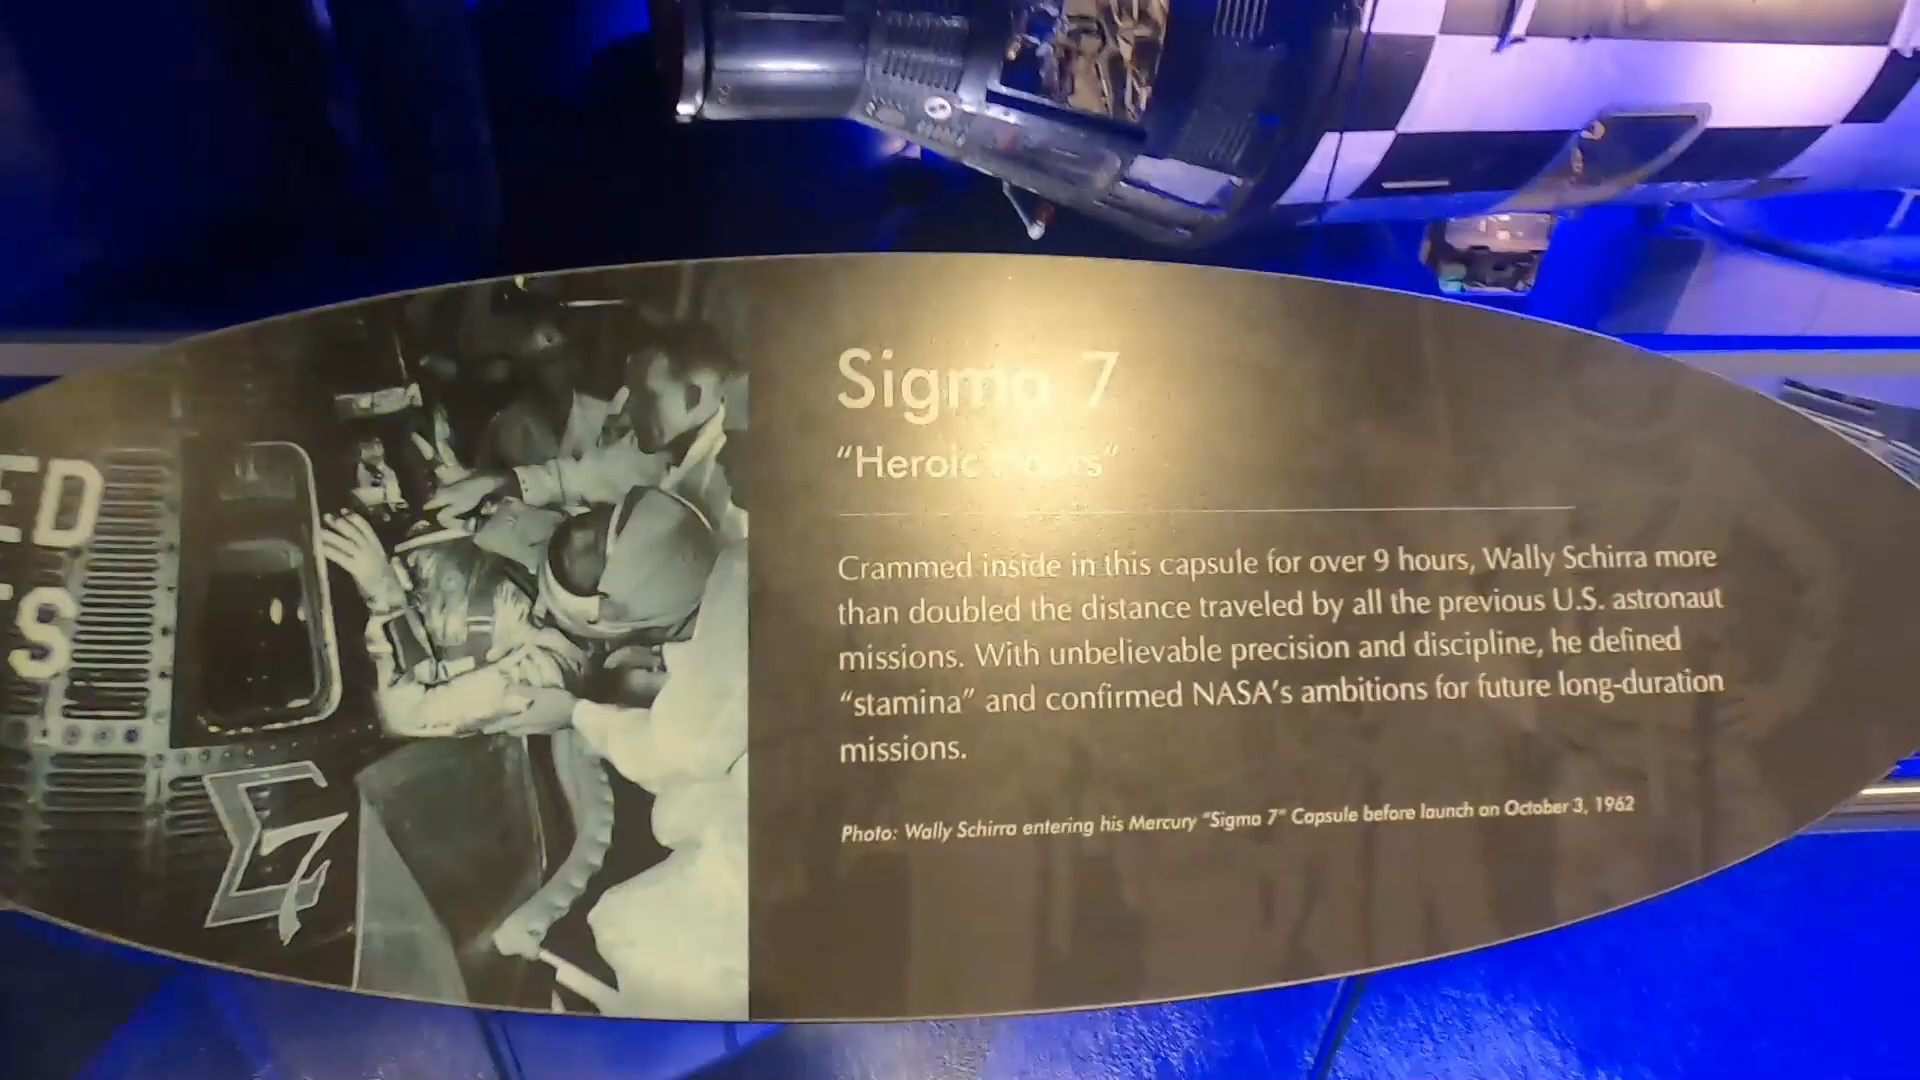 ED
TS
Σ7
Sigma 7
"Heroic
Crammed inside in this capsule for over 9 hours, Wally Schirra more
than doubled the distance traveled by all the previous U.S. astronaut
missions. With unbelievable precision and discipline, he defined
"stamina" and confirmed NASA's ambitions for future long-duration
missions.
Photo: Wally Schirra entering his Mercury "Sigma 7" Capsule before launch on October 3, 1962